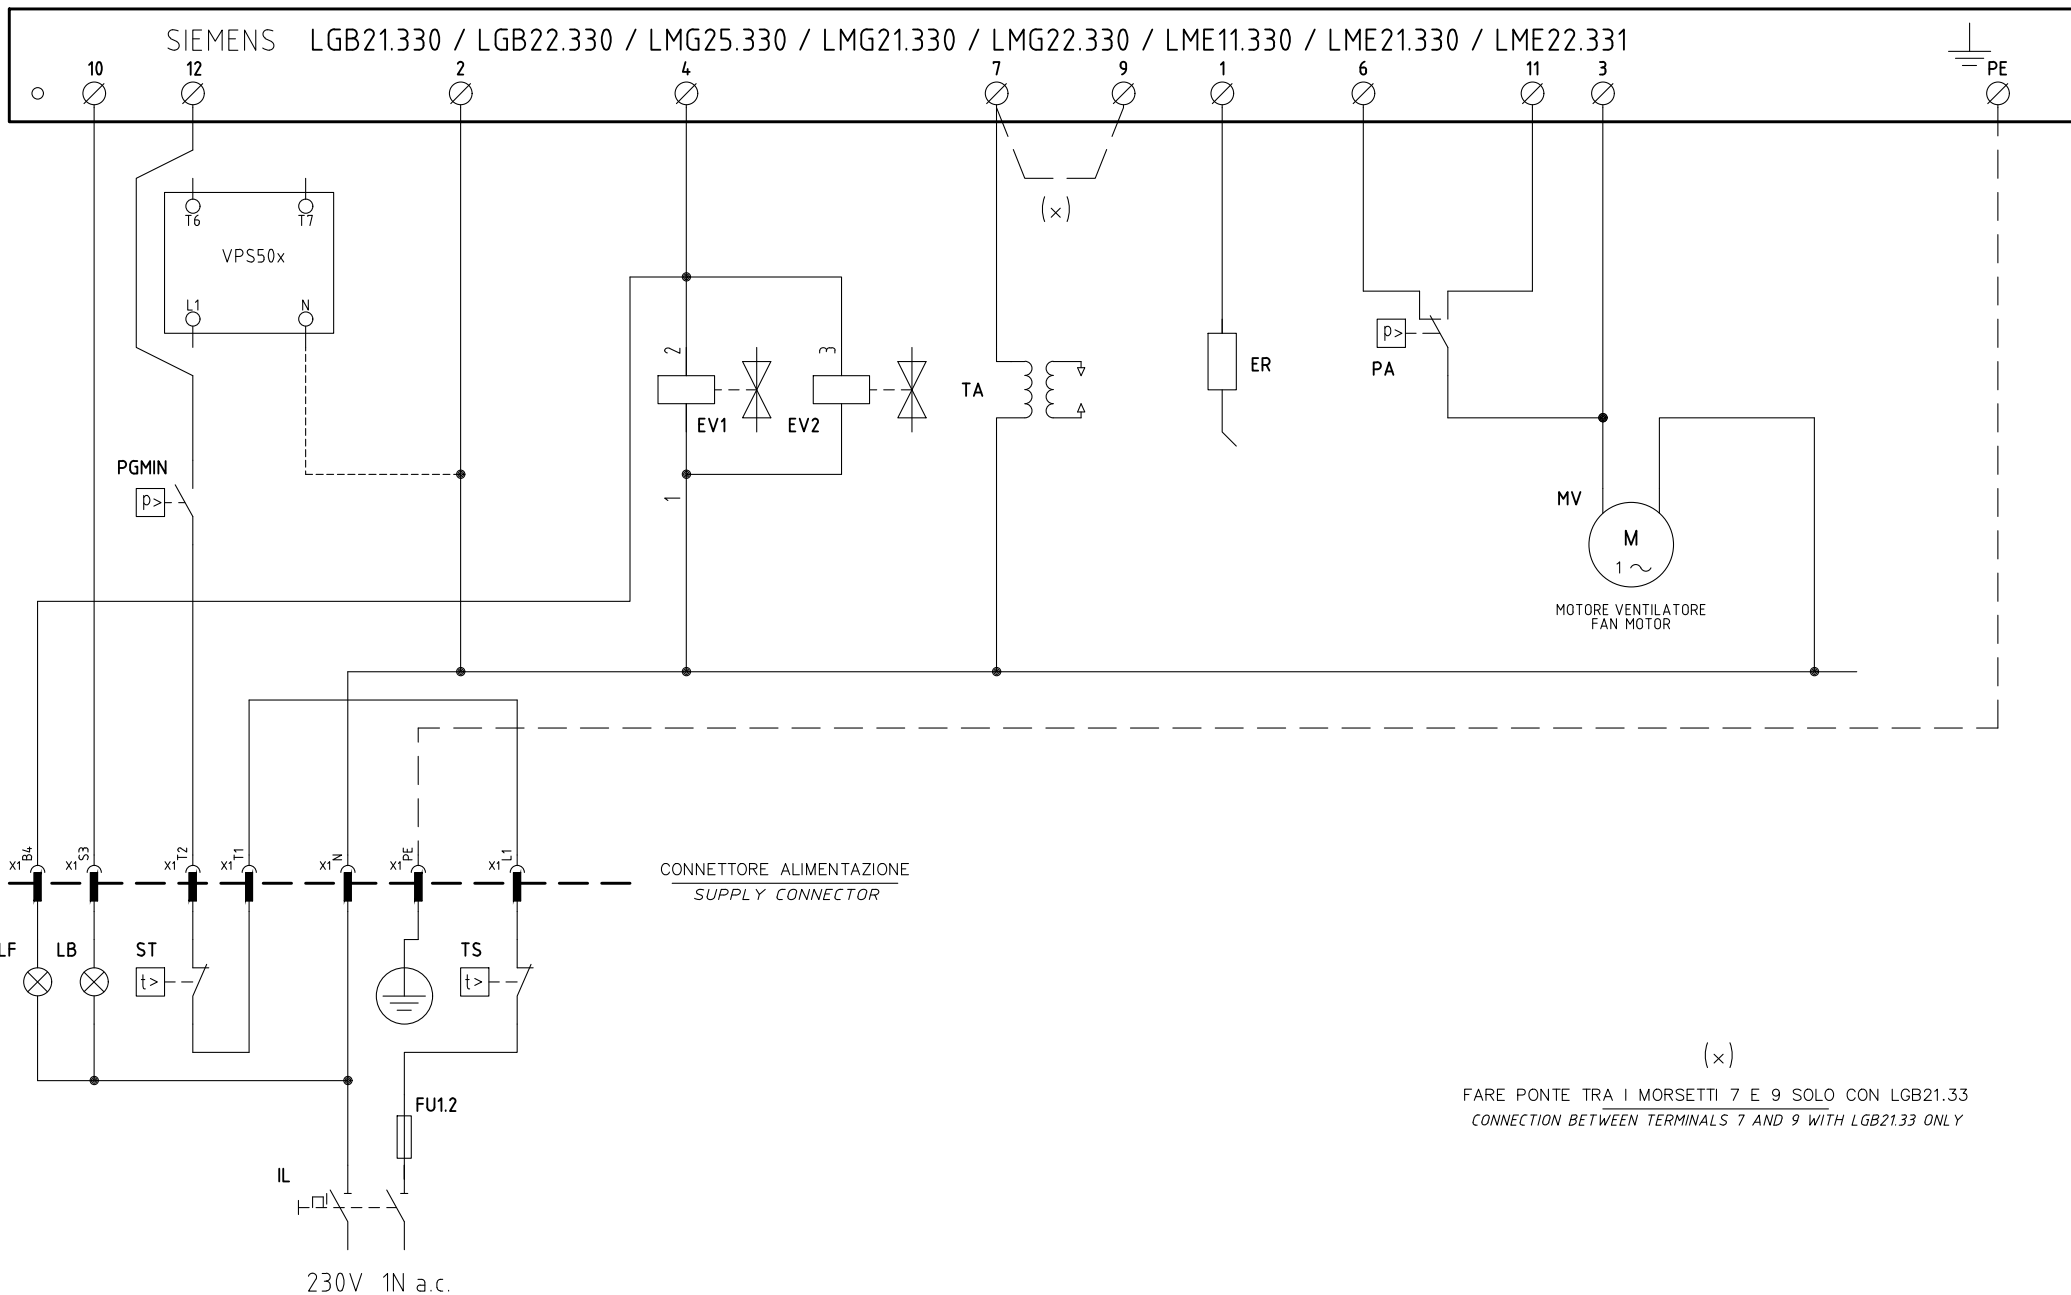 SIEMENS LGB21.330 / LGB22.330 / LMG25.330 / LMG21.330 / LMG22.330 / LME11.330 / LME21.330 / LME22.331
10 12 2 4 7 9 1 6 11 3 PE
(x)
T6 T7
VPS50x
L1 N
2 3
p> PA
TA
ER
EV1 EV2
PGMIN
p>
1
MV
M
1 ~
MOTORE VENTILATORE
FAN MOTOR
X1 B4 X1 S3 X1 T2 X1 T1 X1 N X1 PE X1 L1
CONNETTORE ALIMENTAZIONE
SUPPLY CONNECTOR
LF LB ST TS
t> t>
(x)
FARE PONTE TRA I MORSETTI 7 E 9 SOLO CON LGB21.33
CONNECTION BETWEEN TERMINALS 7 AND 9 WITH LGB21.33 ONLY
FU1.2
IL
230V 1N a.c.